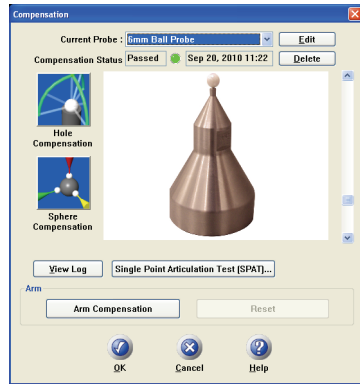 Compensation
Current Probe : 6mm Ball Probe Edit
Compensation Status Passed Sep 20, 2010 11:22 Delete
Hole
Compensation
Sphere
Compensation
View Log Single Point Articulation Test [SPAT]...
Arm
Arm Compensation Reset
OK Cancel Help